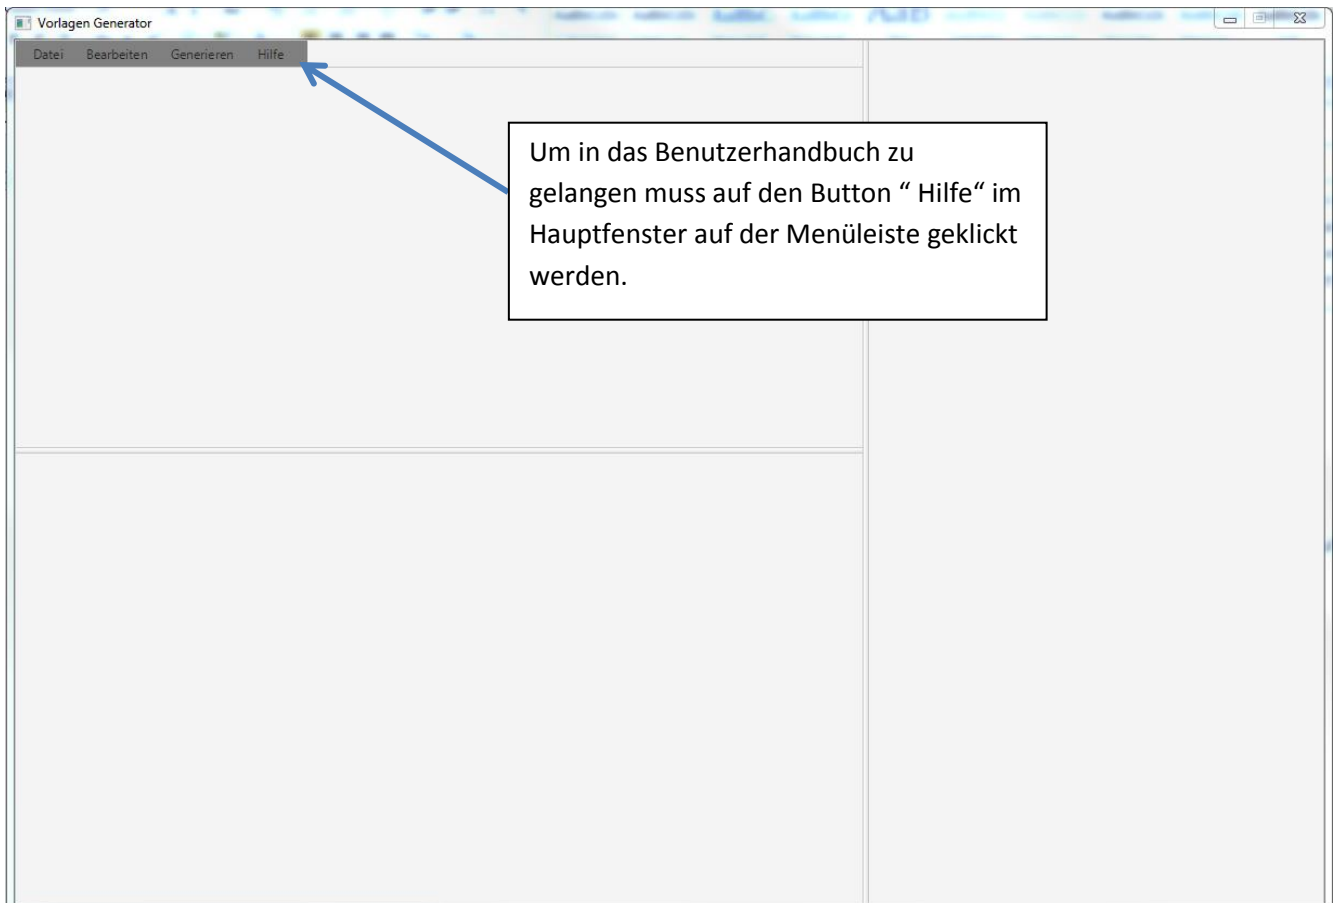 Vorlagen Generator
Datei Bearbeiten Generieren Hilfe
Um in das Benutzerhandbuch zu
gelangen muss auf den Button “ Hilfe“ im
Hauptfenster auf der Menüleiste geklickt
werden.